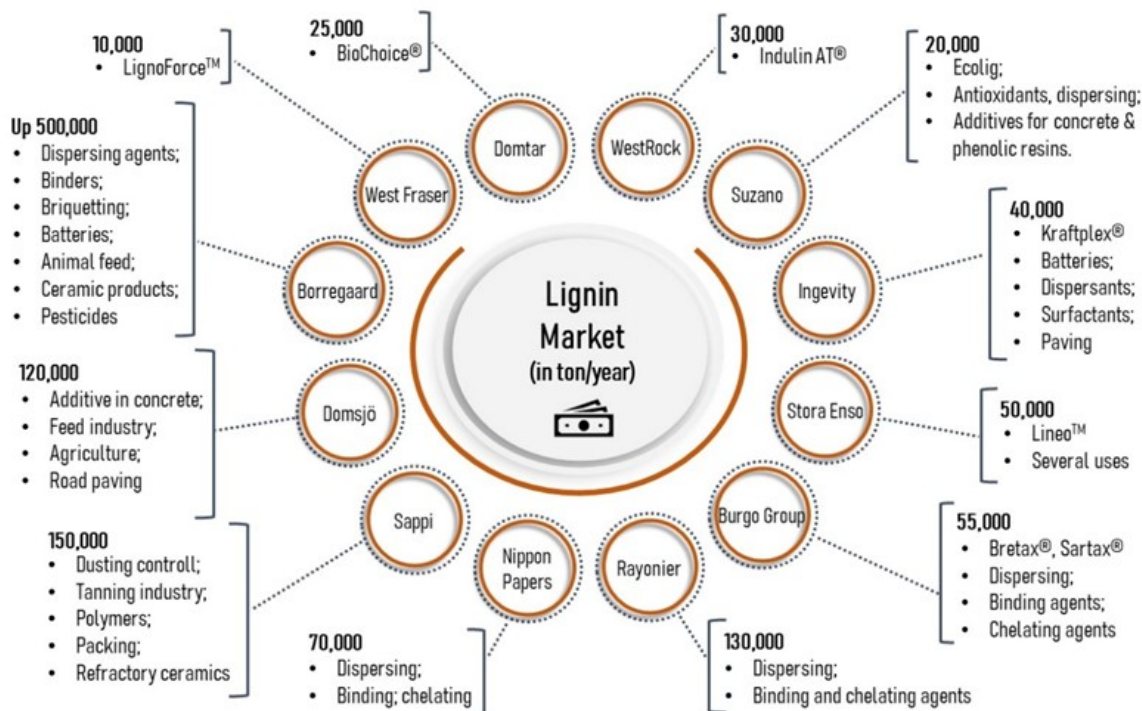 Lignin
Market
(in ton/year)
10,000
• LignoForce™
West Fraser
25,000
• BioChoice®
Domtar
30,000
• Indulin AT®
WestRock
20,000
• Ecolig;
• Antioxidants, dispersing;
• Additives for concrete &
phenolic resins.
Suzano
40,000
• Kraftplex®
• Batteries;
• Dispersants;
• Surfactants;
• Paving
Ingevity
50,000
• Lineo™
• Several uses
Stora Enso
55,000
• Bretax®, Sartax®
• Dispersing;
• Binding agents;
• Chelating agents
Burgo Group
130,000
• Dispersing;
• Binding and chelating agents
Rayonier
70,000
• Dispersing;
• Binding; chelating
Nippon
Papers
150,000
• Dusting controll;
• Tanning industry;
• Polymers;
• Packing;
• Refractory ceramics
Sappi
120,000
• Additive in concrete;
• Feed industry;
• Agriculture;
• Road paving
Domsjö
Up 500,000
• Dispersing agents;
• Binders;
• Briquetting;
• Batteries;
• Animal feed;
• Ceramic products;
• Pesticides
Borregaard